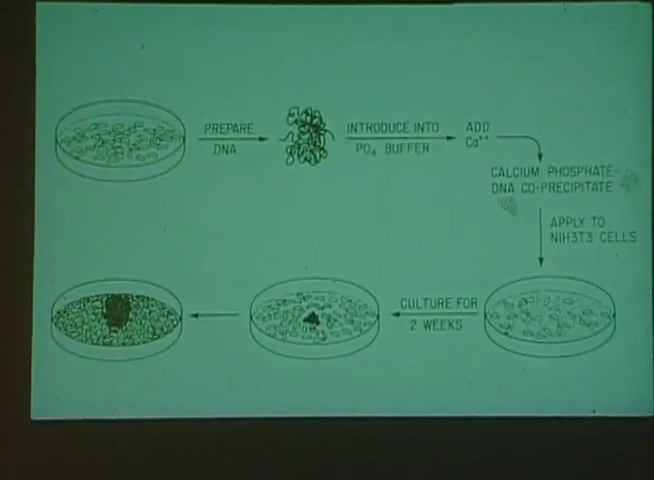 PREPARE
DNA
INTRODUCE INTO
PO₄ BUFFER
ADD
Ca⁺⁺
CALCIUM PHOSPHATE-
DNA CO-PRECIPITATE
APPLY TO
NIH3T3 CELLS
CULTURE FOR
2 WEEKS